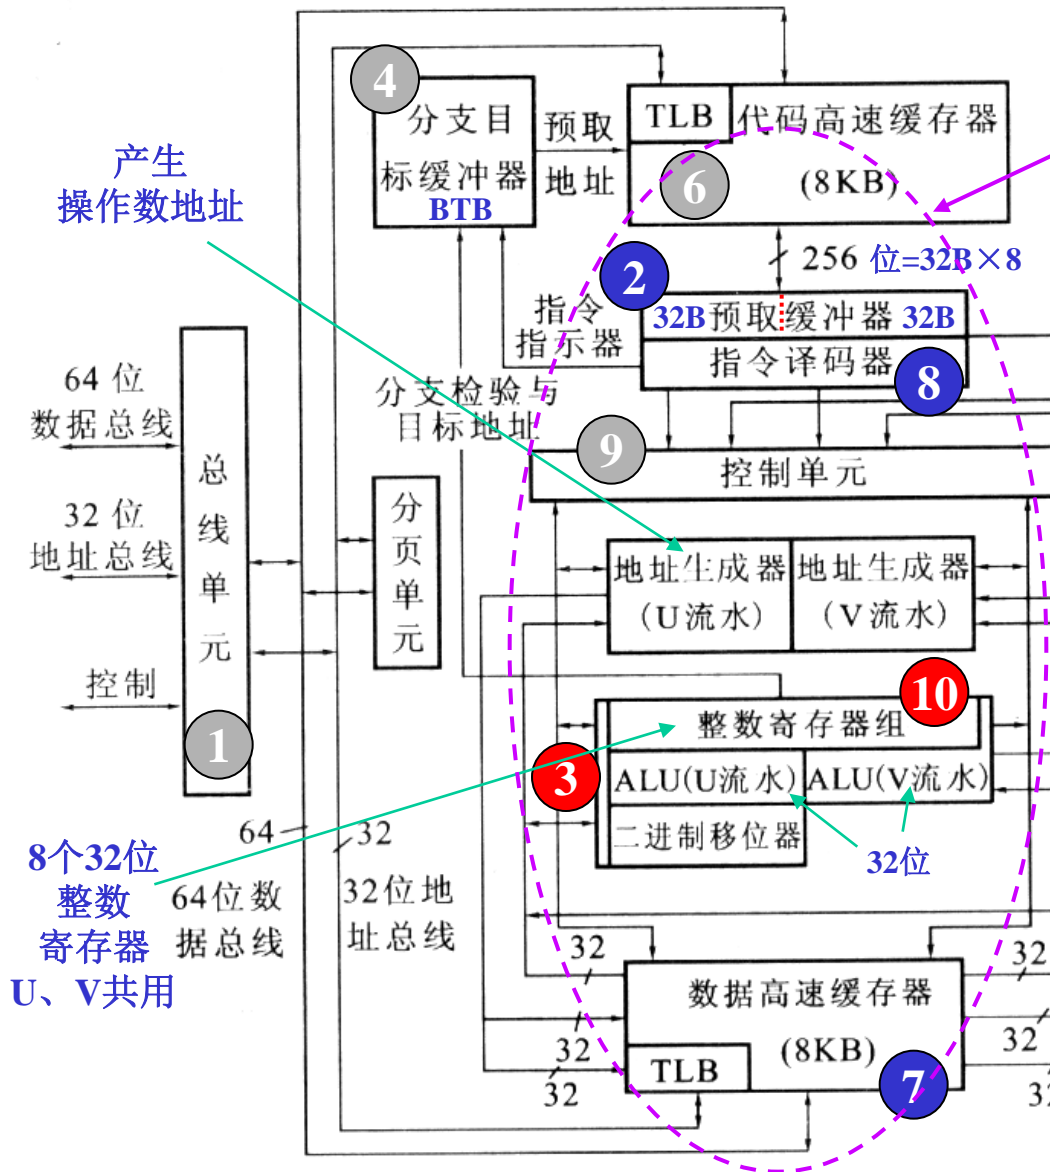 4
分支目
标缓冲器
BTB
预取
地址
TLB
代码高速缓存器
6
(8KB)
产生
操作数地址
2
256 位=32B×8
32B预取缓冲器 32B
指令译码器
8
指令
指示器
分支检验与
目标地址
64 位
数据总线
32 位
地址总线
控制
总线单元
1
分页单元
9
控制单元
地址生成器
(U流水)
地址生成器
(V流水)
10
整数寄存器组
3
ALU(U流水)
ALU(V流水)
二进制移位器
32位
64
32
8个32位
整数
寄存器
U、V共用
64位数
据总线
32位地
址总线
32
32
数据高速缓存器
(8KB)
TLB
7
32
32
32
32